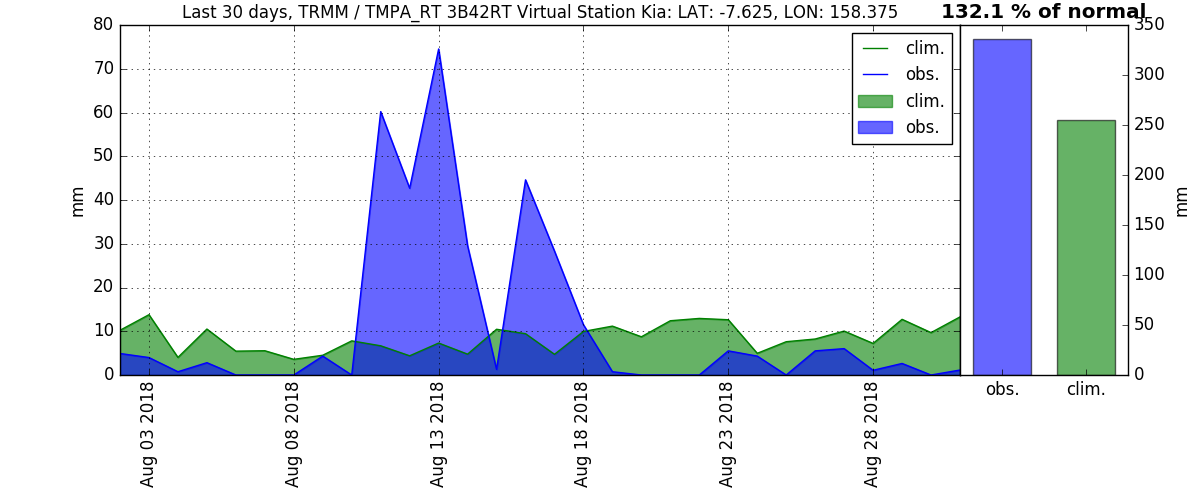 Last 30 days, TRMM / TMPA_RT 3B42RT Virtual Station Kia: LAT: -7.625, LON: 158.375
132.1 % of normal
80
70
60
50
40
30
20
10
0
mm
clim.
obs.
clim.
obs.
Aug 03 2018
Aug 08 2018
Aug 13 2018
Aug 18 2018
Aug 23 2018
Aug 28 2018
350
300
250
200
150
100
50
0
mm
obs.
clim.